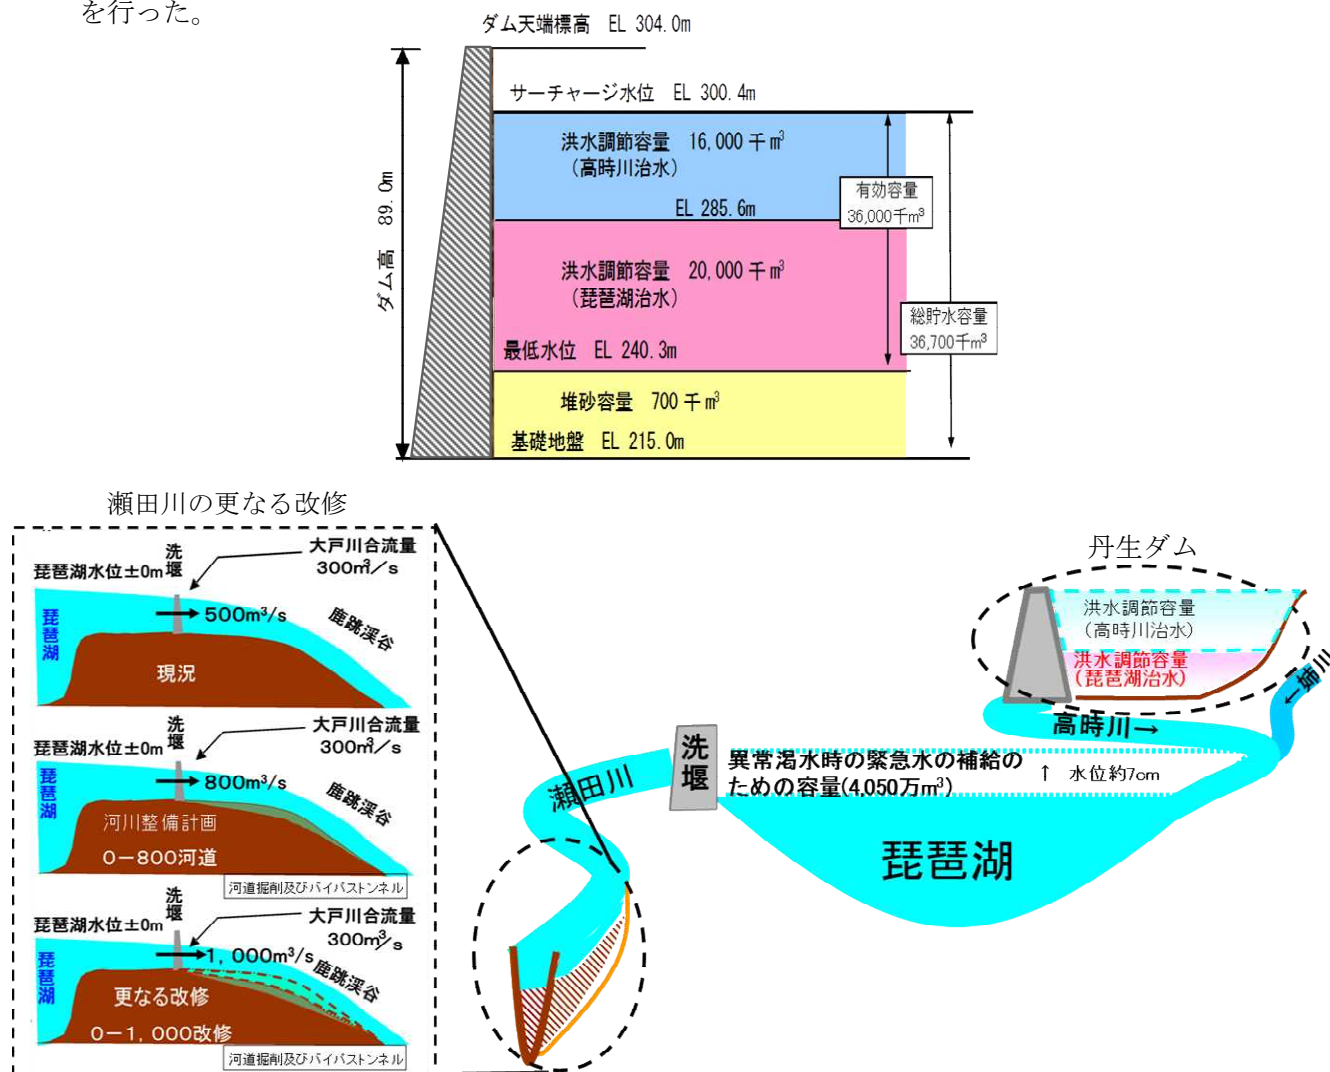 を行った。
ダム天端標高 EL 304.0m
サーチャージ水位 EL 300.4m
洪水調節容量 16,000千㎥
(高時川治水)
EL 285.6m
有効容量
36,000千m³
ダム高 89.0m
洪水調節容量 20,000千㎥
(琵琶湖治水)
総貯水容量
36,700千m³
最低水位 EL 240.3m
堆砂容量 700千㎥
基礎地盤 EL 215.0m
瀬田川の更なる改修
琵琶湖水位±0m
洗堰
大戸川合流量
300m³/s
琵琶湖
500m³/s
鹿跳渓谷
現況
琵琶湖水位±0m
洗堰
大戸川合流量
300m³/s
琵琶湖
800m³/s
鹿跳渓谷
河川整備計画
0-800河道
河道掘削及びバイパストンネル
琵琶湖水位±0m
洗堰
大戸川合流量
300m³/s
琵琶湖
1,000m³/s
鹿跳渓谷
更なる改修
0-1,000改修
河道掘削及びバイパストンネル
丹生ダム
洪水調節容量
(高時川治水)
洪水調節容量
(琵琶湖治水)
←姉川
高時川→
洗堰
瀬田川
異常渇水時の緊急水の補給の
ための容量(4,050万m³)
↑ 水位約7cm
琵琶湖